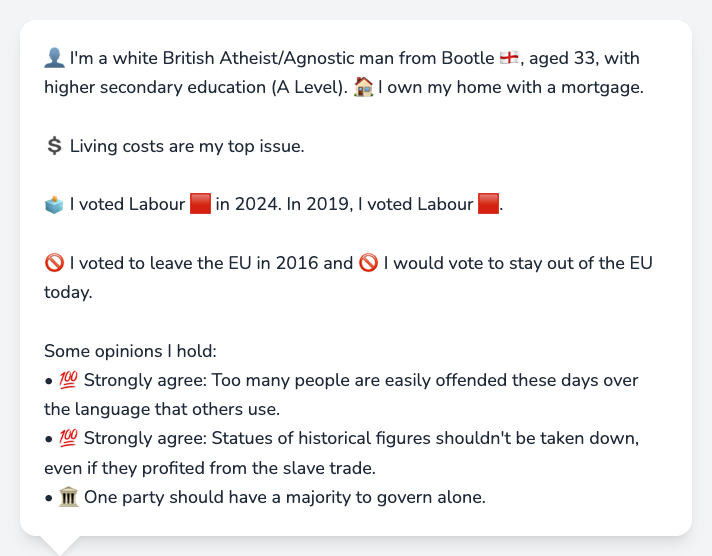 👤 I'm a white British Atheist/Agnostic man from Bootle 🏴󠁧󠁢󠁥󠁮󠁧󠁿, aged 33, with
higher secondary education (A Level). 🏠 I own my home with a mortgage.
💲 Living costs are my top issue.
🗳️ I voted Labour 🟥 in 2024. In 2019, I voted Labour 🟥.
🚫 I voted to leave the EU in 2016 and 🚫 I would vote to stay out of the EU
today.
Some opinions I hold:
• 💯 Strongly agree: Too many people are easily offended these days over
the language that others use.
• 💯 Strongly agree: Statues of historical figures shouldn't be taken down,
even if they profited from the slave trade.
• 🏛️ One party should have a majority to govern alone.